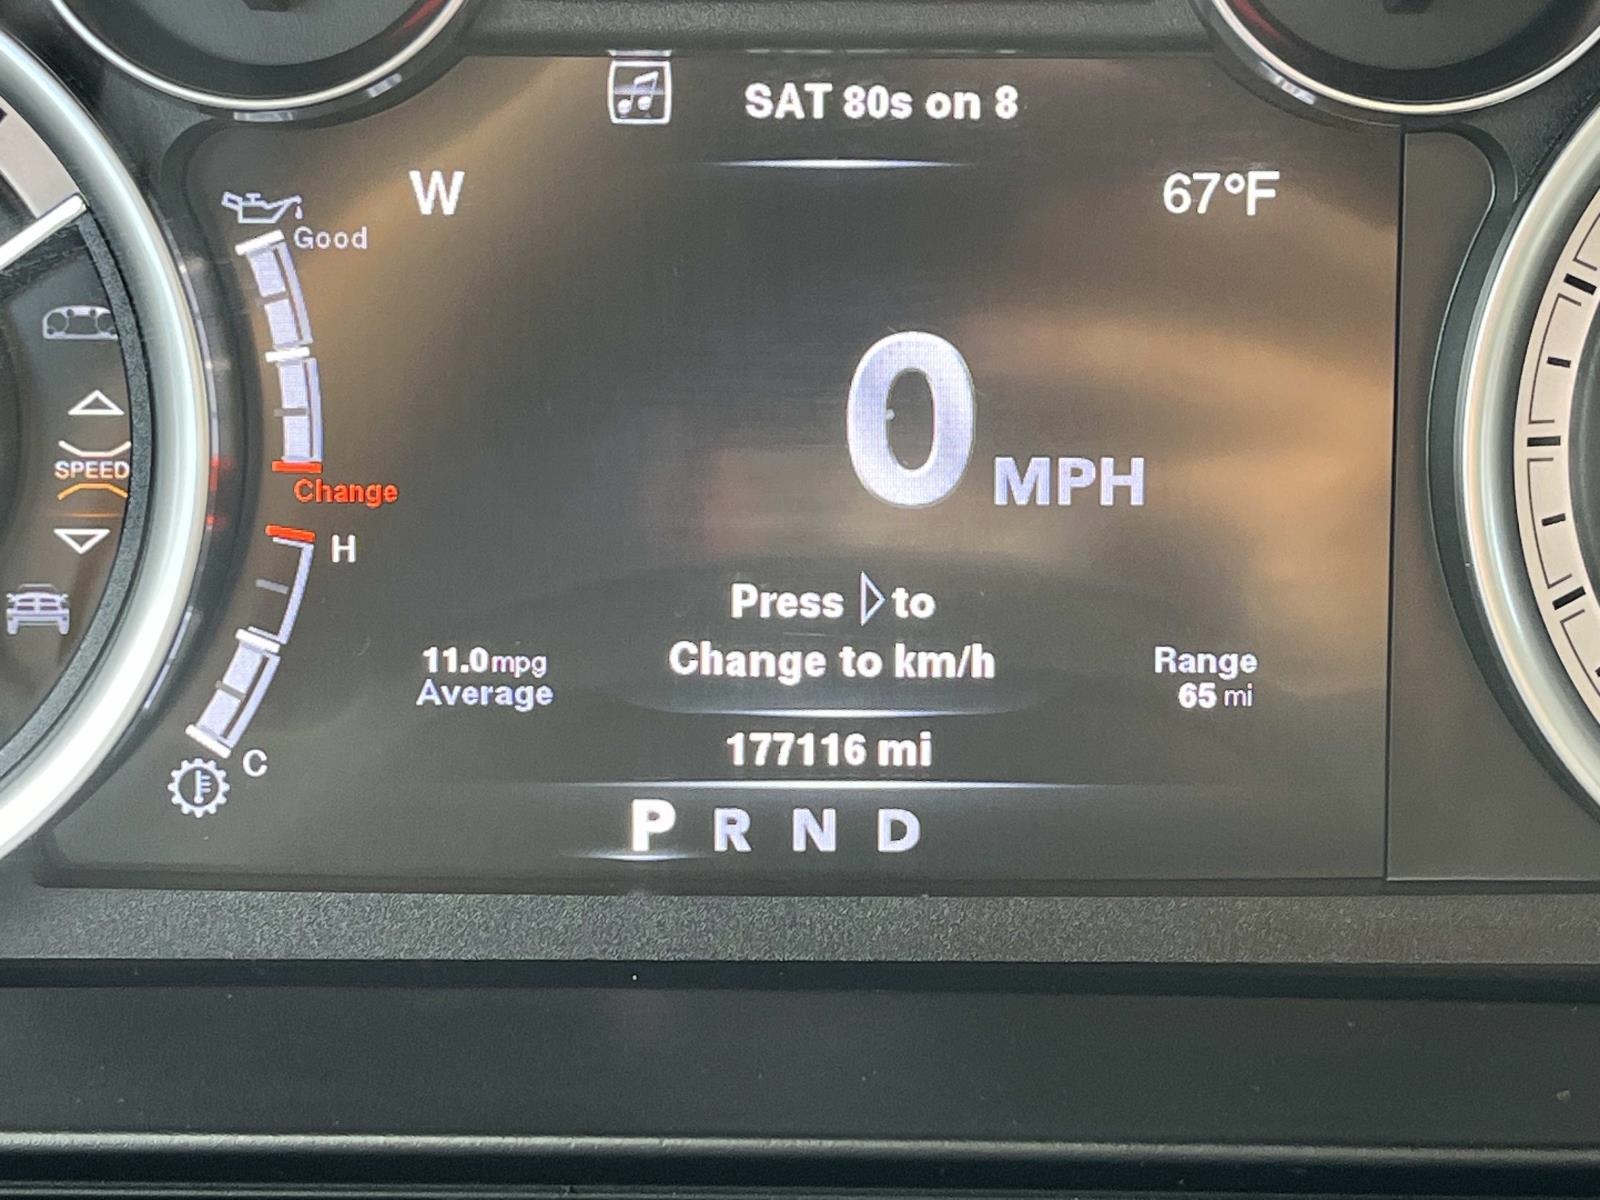 SAT 80s on 8
W
67°F
Good
SPEED
Change
H
0 MPH
Press ▷ to
Change to km/h
11.0mpg
Average
Range
65 mi
177116 mi
C
P R N D